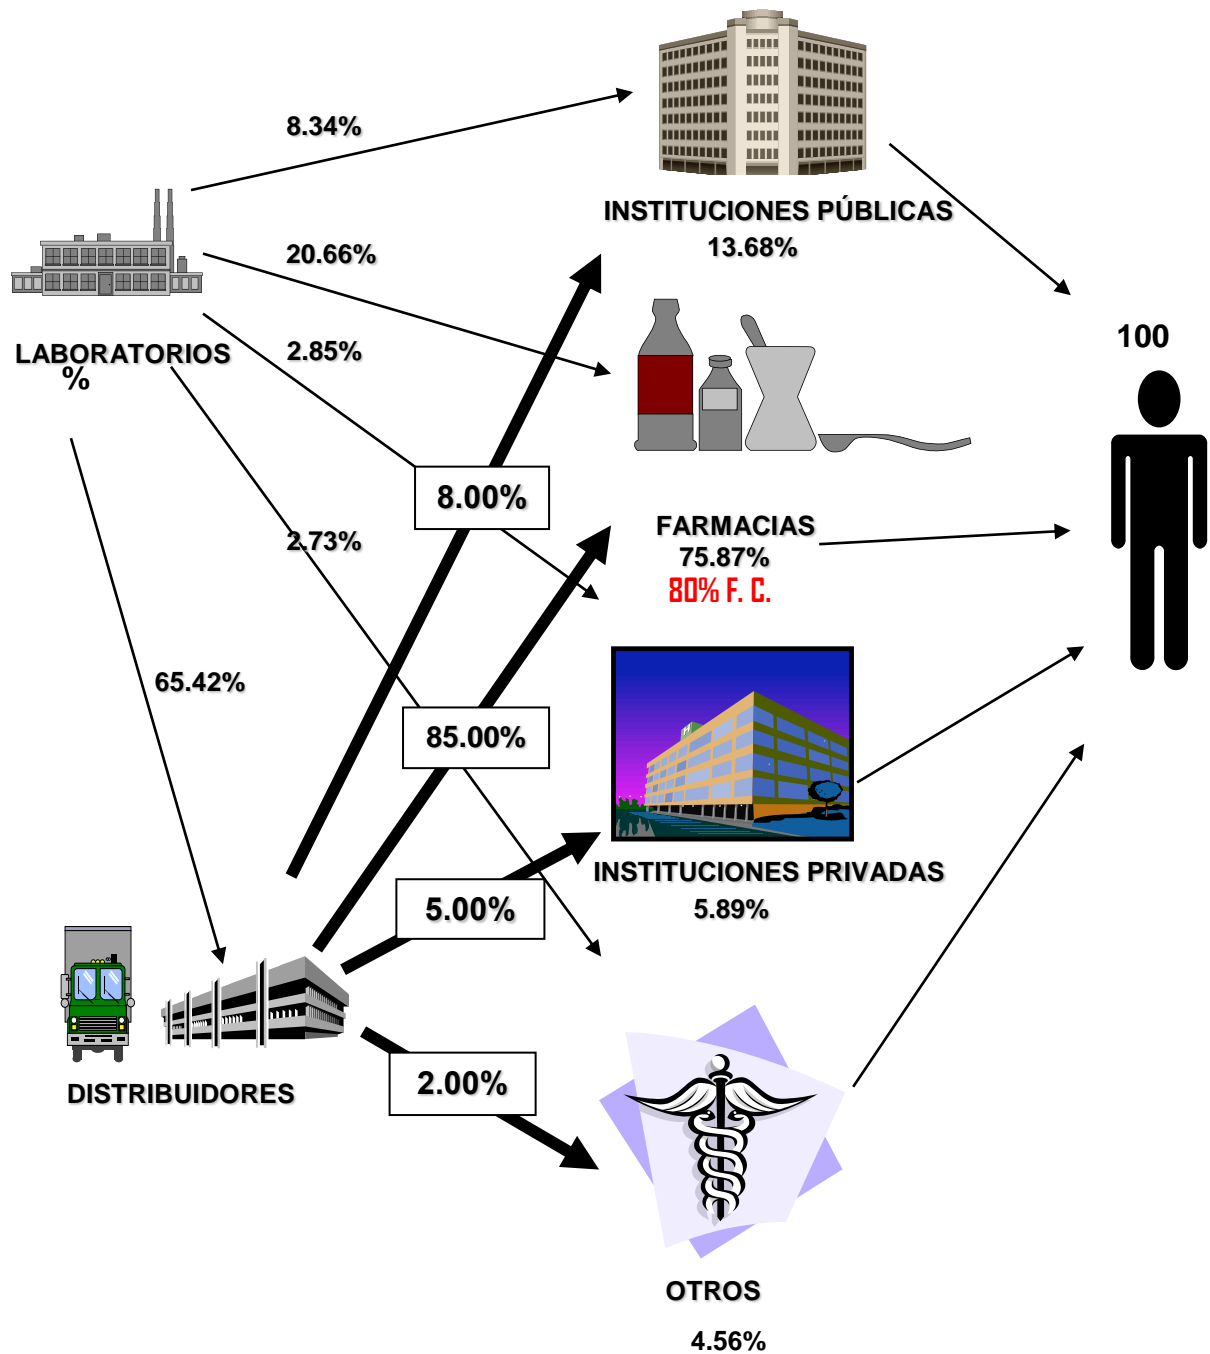 8.34%
INSTITUCIONES PÚBLICAS
13.68%
20.66%
LABORATORIOS
%
2.85%
100
8.00%
2.73%
FARMACIAS
75.87%
80% F. C.
65.42%
85.00%
H
INSTITUCIONES PRIVADAS
5.89%
5.00%
2.00%
DISTRIBUIDORES
OTROS
4.56%